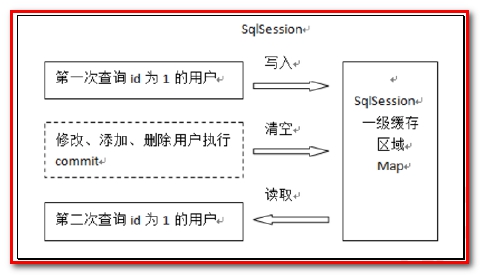 SqlSession
写入
第一次查询 id 为 1 的用户
清空
修改、添加、删除用户执行
commit
读取
第二次查询 id 为 1 的用户
SqlSession
一级缓存
区域
Map